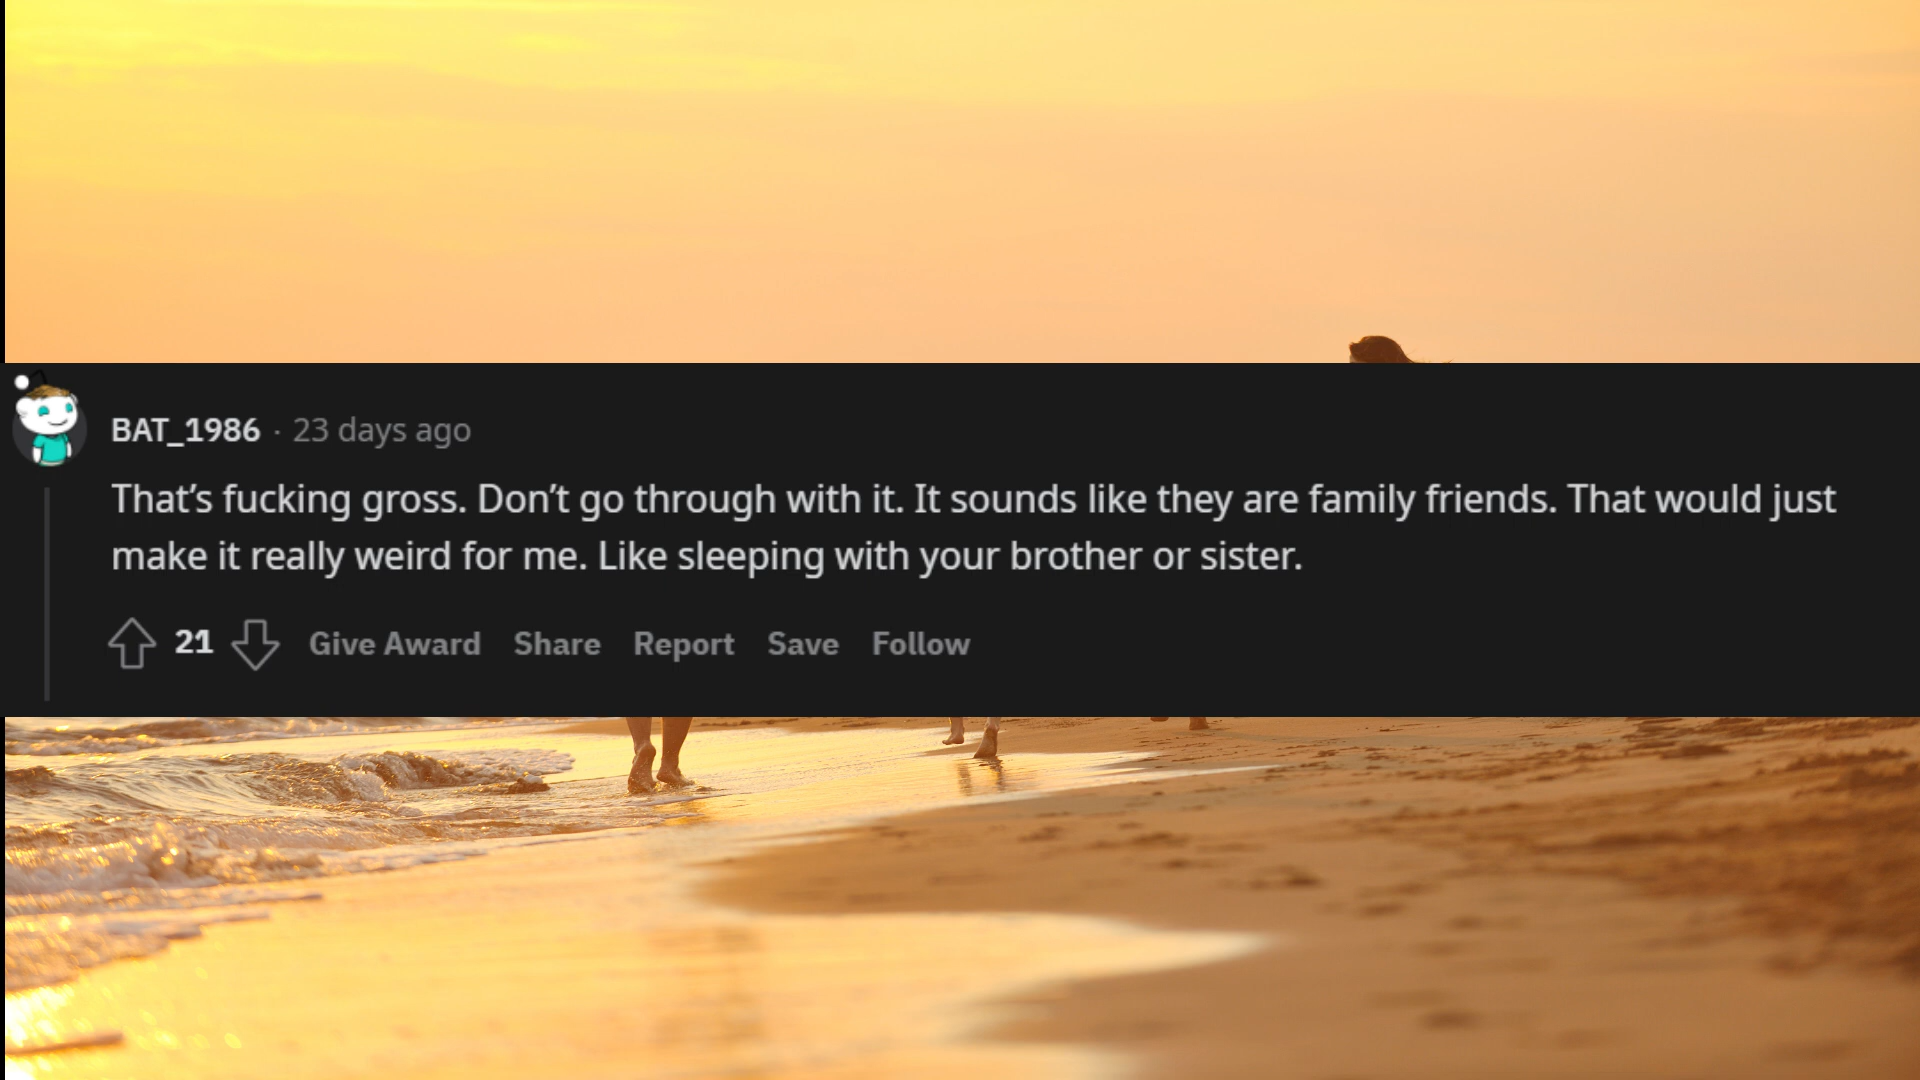 BAT_1986 · 23 days ago
That’s fucking gross. Don’t go through with it. It sounds like they are family friends. That would just
make it really weird for me. Like sleeping with your brother or sister.
21 Give Award Share Report Save Follow